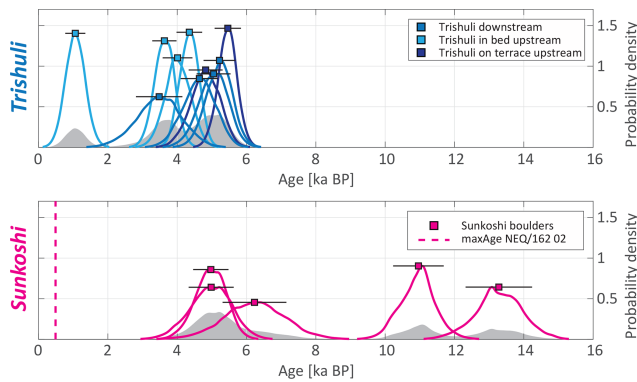 Trishuli
Trishuli downstream
Trishuli in bed upstream
Trishuli on terrace upstream
1.5
1
0.5
Probability density
0 2 4 6 8 10 12 14 16
Age [ka BP]
Sunkoshi
Sunkoshi boulders
maxAge NEQ/162 02
1.5
1
0.5
Probability density
0 2 4 6 8 10 12 14 16
Age [ka BP]